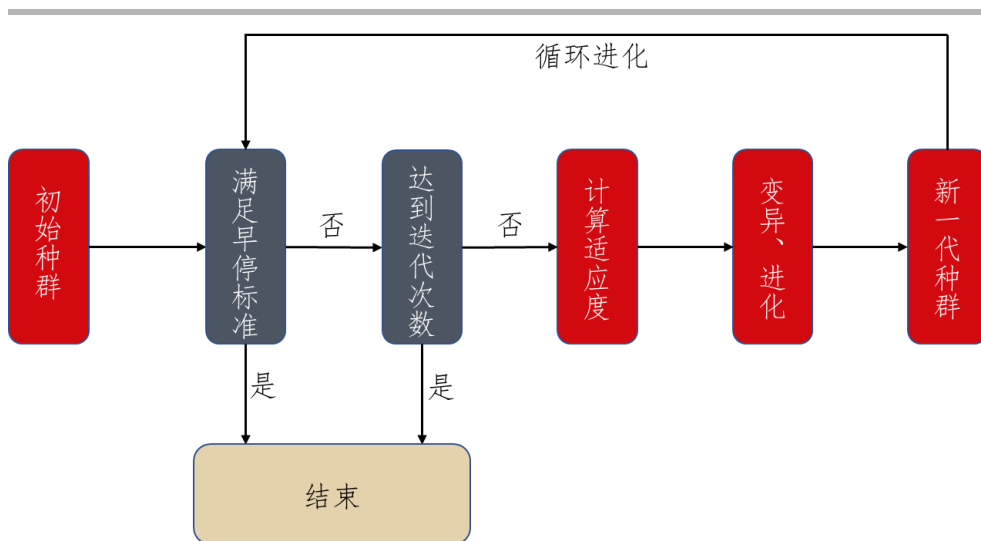 循环进化
初始种群
满足早停标准
否
达到迭代次数
否
计算适应度
变异、进化
新一代种群
是
是
结束